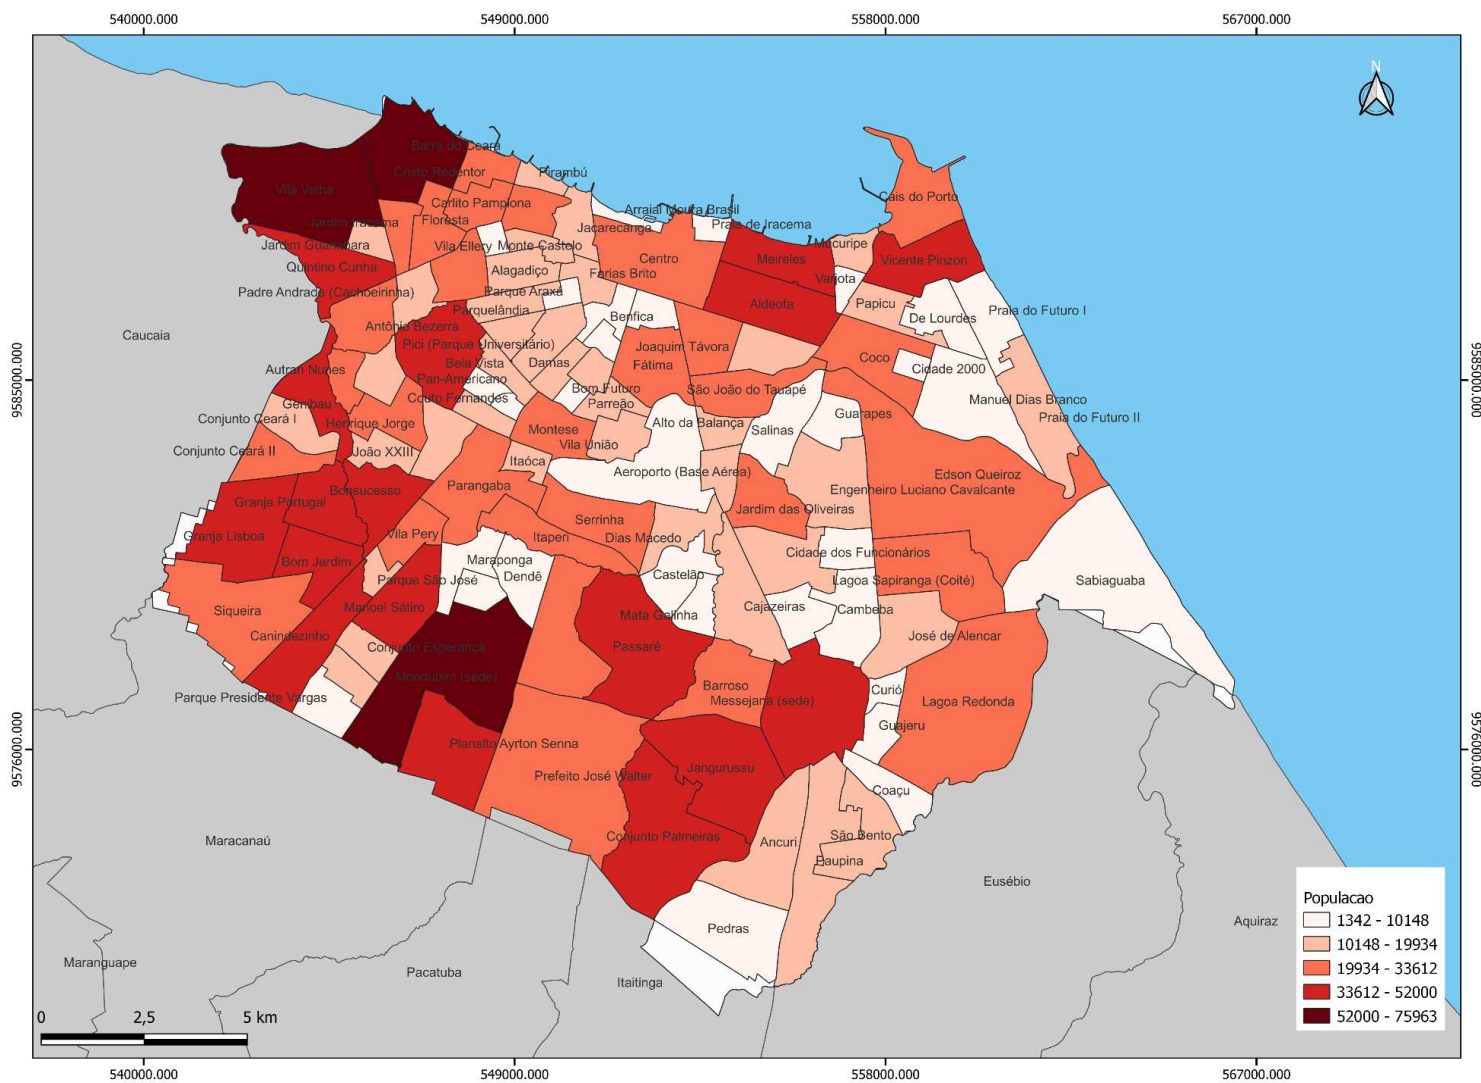 540000.000
549000.000
558000.000
567000.000
N
Barra do Ceará
Cristo Redentor
Pirambú
Vila Velha
Cais do Porto
Carlito Pamplona
Arraial Moura Brasil
Jardim Iracema
Floresta
Jacarecanga
Praia de Iracema
Jardim Guanabara
Vila Ellery
Monte Castelo
Mucuripe
Quintino Cunha
Alagadiço
Farias Brito
Centro
Meireles
Vicente Pinzon
Varjota
Padre Andrade (Cachoeirinha)
Parque Araxá
Parquelândia
Benfica
Aldeota
Papicu
De Lourdes
Praia do Futuro I
Caucaia
Antônio Bezerra
Pici (Parque Universitário)
Joaquim Távora
Bela Vista
Damas
Fátima
Coco
Cidade 2000
Autran Nunes
Pan-Americano
Bom Futuro
São João do Tauapé
Couto Fernandes
Parreão
Manuel Dias Branco
Genibau
Guarapes
Praia do Futuro II
Conjunto Ceará I
Henrique Jorge
Montese
Alto da Balança
Salinas
Vila União
Conjunto Ceará II
João XXIII
Itaóca
Aeroporto (Base Aérea)
Edson Queiroz
Parangaba
Bonsucesso
Engenheiro Luciano Cavalcante
Granja Portugal
Jardim das Oliveiras
Serrinha
Granja Lisboa
Vila Pery
Itaperi
Dias Macedo
Cidade dos Funcionários
Bom Jardim
Maraponga
Dendê
Castelão
Parque São José
Lagoa Sapiranga (Coité)
Sabiaguaba
Siqueira
Manoel Sátiro
Mata Galinha
Cajazeiras
Cambeba
Canindezinho
Conjunto Esperança
Passaré
José de Alencar
Mondubim (sede)
Barroso
Curió
Parque Presidente Vargas
Messejana (sede)
Lagoa Redonda
Guajeru
Planalto Ayrton Senna
Prefeito José Walter
Jangurussu
Coaçu
Maracanaú
Conjunto Palmeiras
Ancuri
São Bento
Paupina
Eusébio
Pedras
Aquiraz
Maranguape
Pacatuba
Itaitinga
9585000.000
9576000.000
9585000.000
9576000.000
Populacao
1342 - 10148
10148 - 19934
19934 - 33612
33612 - 52000
52000 - 75963
0 2,5 5 km
540000.000
549000.000
558000.000
567000.000